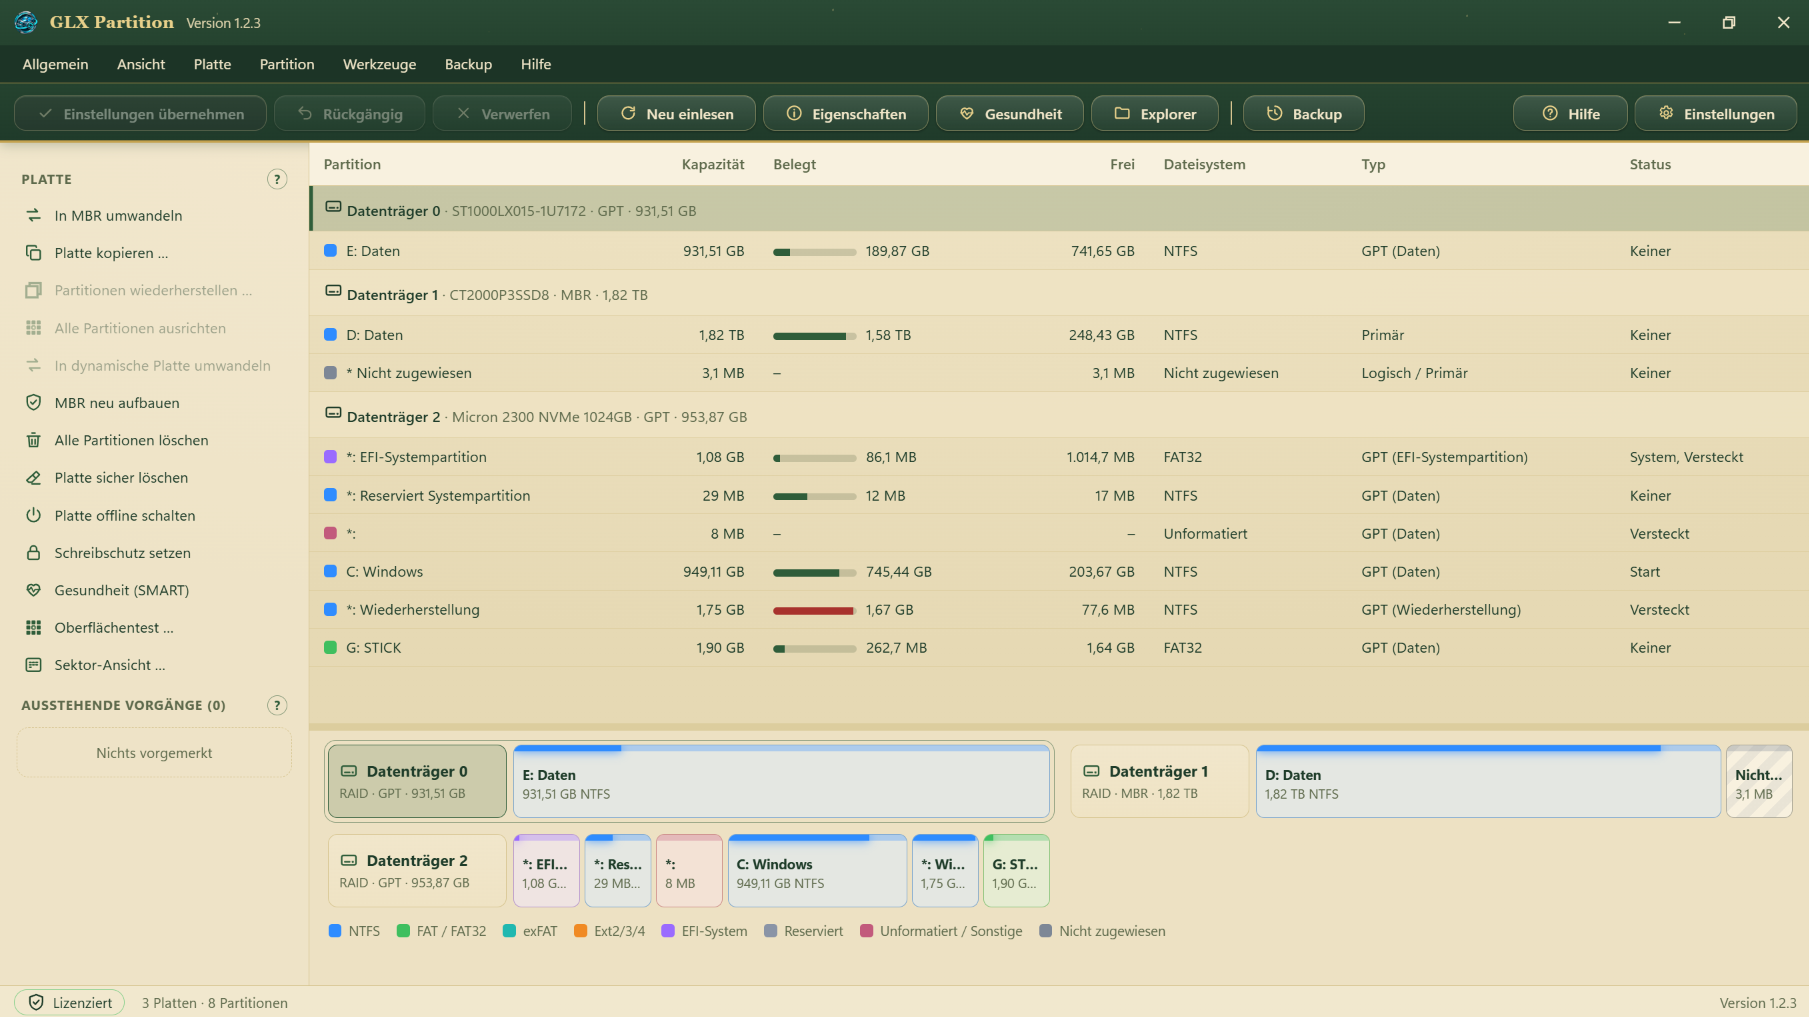 GLX Partition Version 1.2.3
Allgemein Ansicht Platte Partition Werkzeuge Backup Hilfe
Einstellungen übernehmen Rückgängig Verwerfen Neu einlesen Eigenschaften Gesundheit Explorer Backup Hilfe Einstellungen
PLATTE ?
In MBR umwandeln
Platte kopieren ...
Partitionen wiederherstellen ...
Alle Partitionen ausrichten
In dynamische Platte umwandeln
MBR neu aufbauen
Alle Partitionen löschen
Platte sicher löschen
Platte offline schalten
Schreibschutz setzen
Gesundheit (SMART)
Oberflächentest ...
Sektor-Ansicht ...
AUSSTEHENDE VORGÄNGE (0) ?
Nichts vorgemerkt
Partition Kapazität Belegt Frei Dateisystem Typ Status
Datenträger 0 · ST1000LX015-1U7172 · GPT · 931,51 GB
E: Daten 931,51 GB 189,87 GB 741,65 GB NTFS GPT (Daten) Keiner
Datenträger 1 · CT2000P3SSD8 · MBR · 1,82 TB
D: Daten 1,82 TB 1,58 TB 248,43 GB NTFS Primär Keiner
* Nicht zugewiesen 3,1 MB – 3,1 MB Nicht zugewiesen Logisch / Primär Keiner
Datenträger 2 · Micron 2300 NVMe 1024GB · GPT · 953,87 GB
*: EFI-Systempartition 1,08 GB 86,1 MB 1.014,7 MB FAT32 GPT (EFI-Systempartition) System, Versteckt
*: Reserviert Systempartition 29 MB 12 MB 17 MB NTFS GPT (Daten) Keiner
*: 8 MB – – Unformatiert GPT (Daten) Versteckt
C: Windows 949,11 GB 745,44 GB 203,67 GB NTFS GPT (Daten) Start
*: Wiederherstellung 1,75 GB 1,67 GB 77,6 MB NTFS GPT (Wiederherstellung) Versteckt
G: STICK 1,90 GB 262,7 MB 1,64 GB FAT32 GPT (Daten) Keiner
Datenträger 0
RAID · GPT · 931,51 GB
E: Daten
931,51 GB NTFS
Datenträger 1
RAID · MBR · 1,82 TB
D: Daten
1,82 TB NTFS
Nicht...
3,1 MB
Datenträger 2
RAID · GPT · 953,87 GB
*: EFI...
1,08 G...
*: Res...
29 MB...
*:
8 MB
C: Windows
949,11 GB NTFS
*: Wi...
1,75 G...
G: ST...
1,90 G...
NTFS FAT / FAT32 exFAT Ext2/3/4 EFI-System Reserviert Unformatiert / Sonstige Nicht zugewiesen
Lizenziert 3 Platten · 8 Partitionen Version 1.2.3